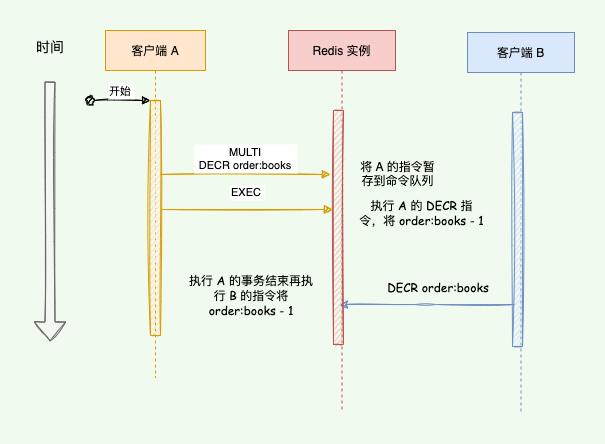 时间
客户端 A
Redis 实例
客户端 B
开始
MULTI
DECR order:books
将 A 的指令暂
存到命令队列
EXEC
执行 A 的 DECR 指
令，将 order:books - 1
执行 A 的事务结束再执
行 B 的指令将
order:books - 1
DECR order:books